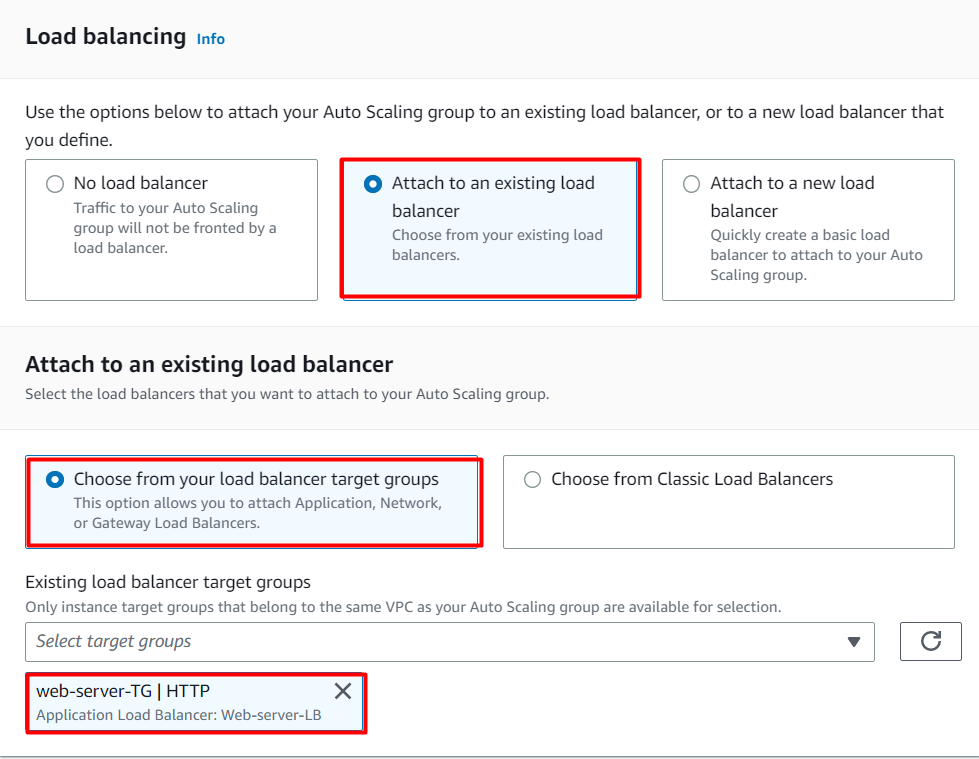 Load balancing Info
Use the options below to attach your Auto Scaling group to an existing load balancer, or to a new load balancer that
you define.
No load balancer
Traffic to your Auto Scaling
group will not be fronted by a
load balancer.
Attach to an existing load
balancer
Choose from your existing load
balancers.
Attach to a new load
balancer
Quickly create a basic load
balancer to attach to your Auto
Scaling group.
Attach to an existing load balancer
Select the load balancers that you want to attach to your Auto Scaling group.
Choose from your load balancer target groups
This option allows you to attach Application, Network,
or Gateway Load Balancers.
Choose from Classic Load Balancers
Existing load balancer target groups
Only instance target groups that belong to the same VPC as your Auto Scaling group are available for selection.
Select target groups
web-server-TG | HTTP
Application Load Balancer: Web-server-LB